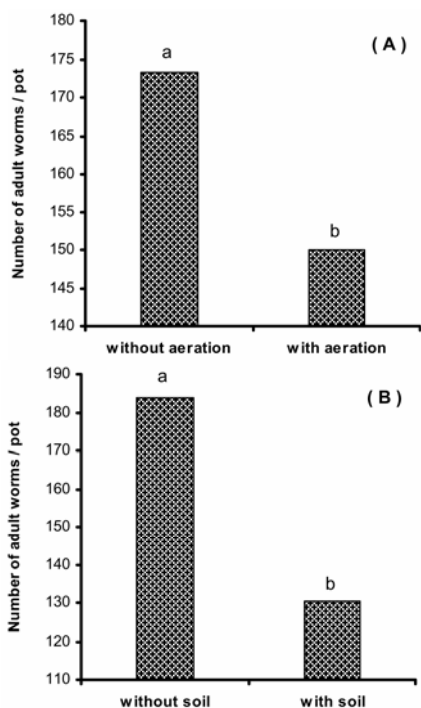 180
a
( A )
175
170
165
160
155
b
150
145
140
Number of adult worms / pot
without aeration with aeration
190
a
( B )
180
170
160
150
140
b
130
120
110
Number of adult worms / pot
without soil with soil